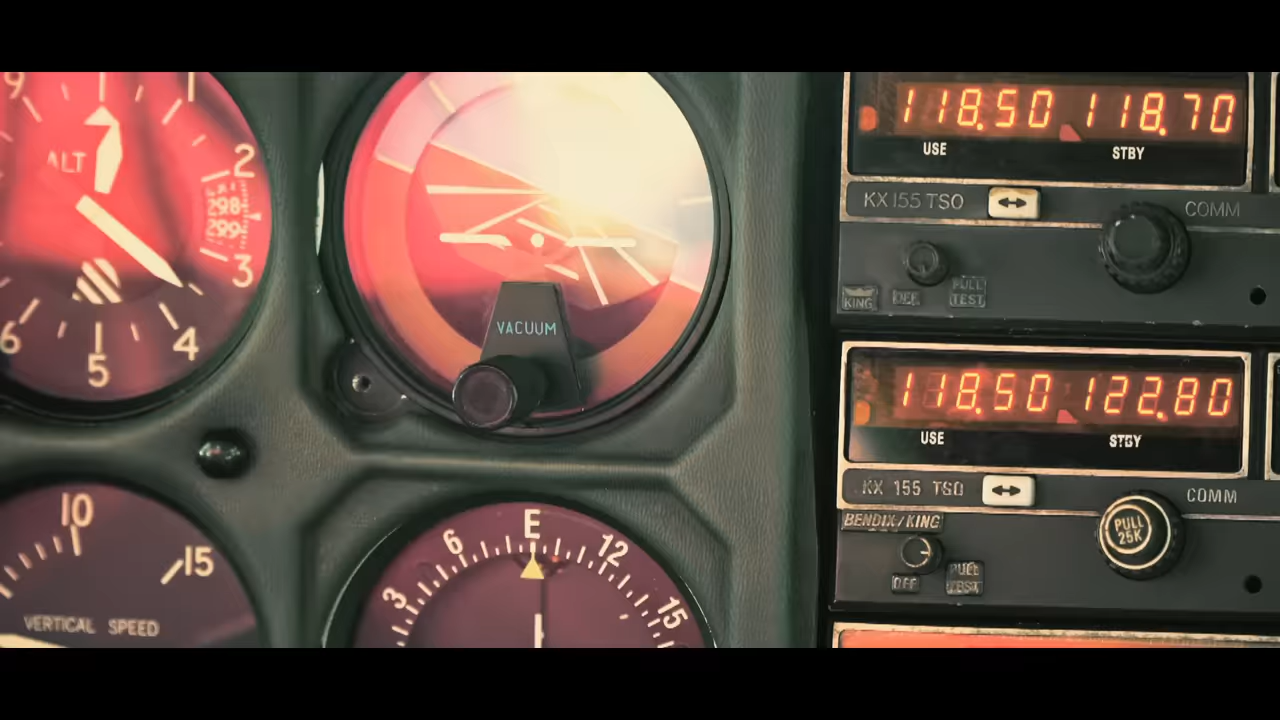 9
1
2
ALT
298
299
3
4
5
6
VACUUM
118.50 118.70
USE STBY
KX 155 TSO
COMM
KING
OFF
PULL
TEST
118.50 122.80
USE STBY
KX 155 TSO
COMM
BENDIX/KING
PULL
25K
OFF
PULL
10
15
VERTICAL SPEED
3
6
E
12
15